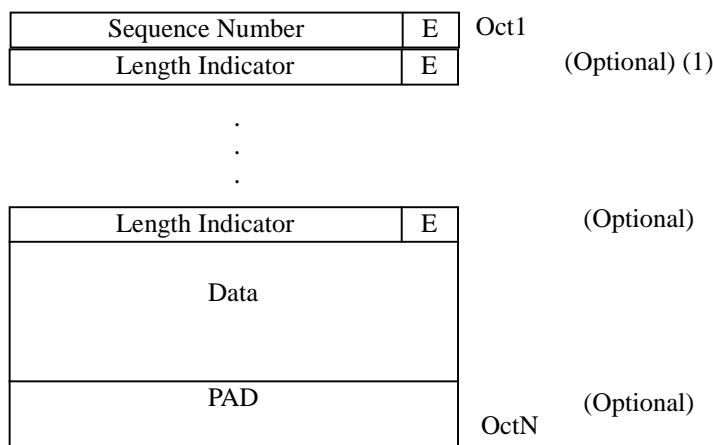 Sequence Number E Oct1
Length Indicator E (Optional) (1)
.
.
.
Length Indicator E (Optional)
Data
PAD (Optional)
OctN